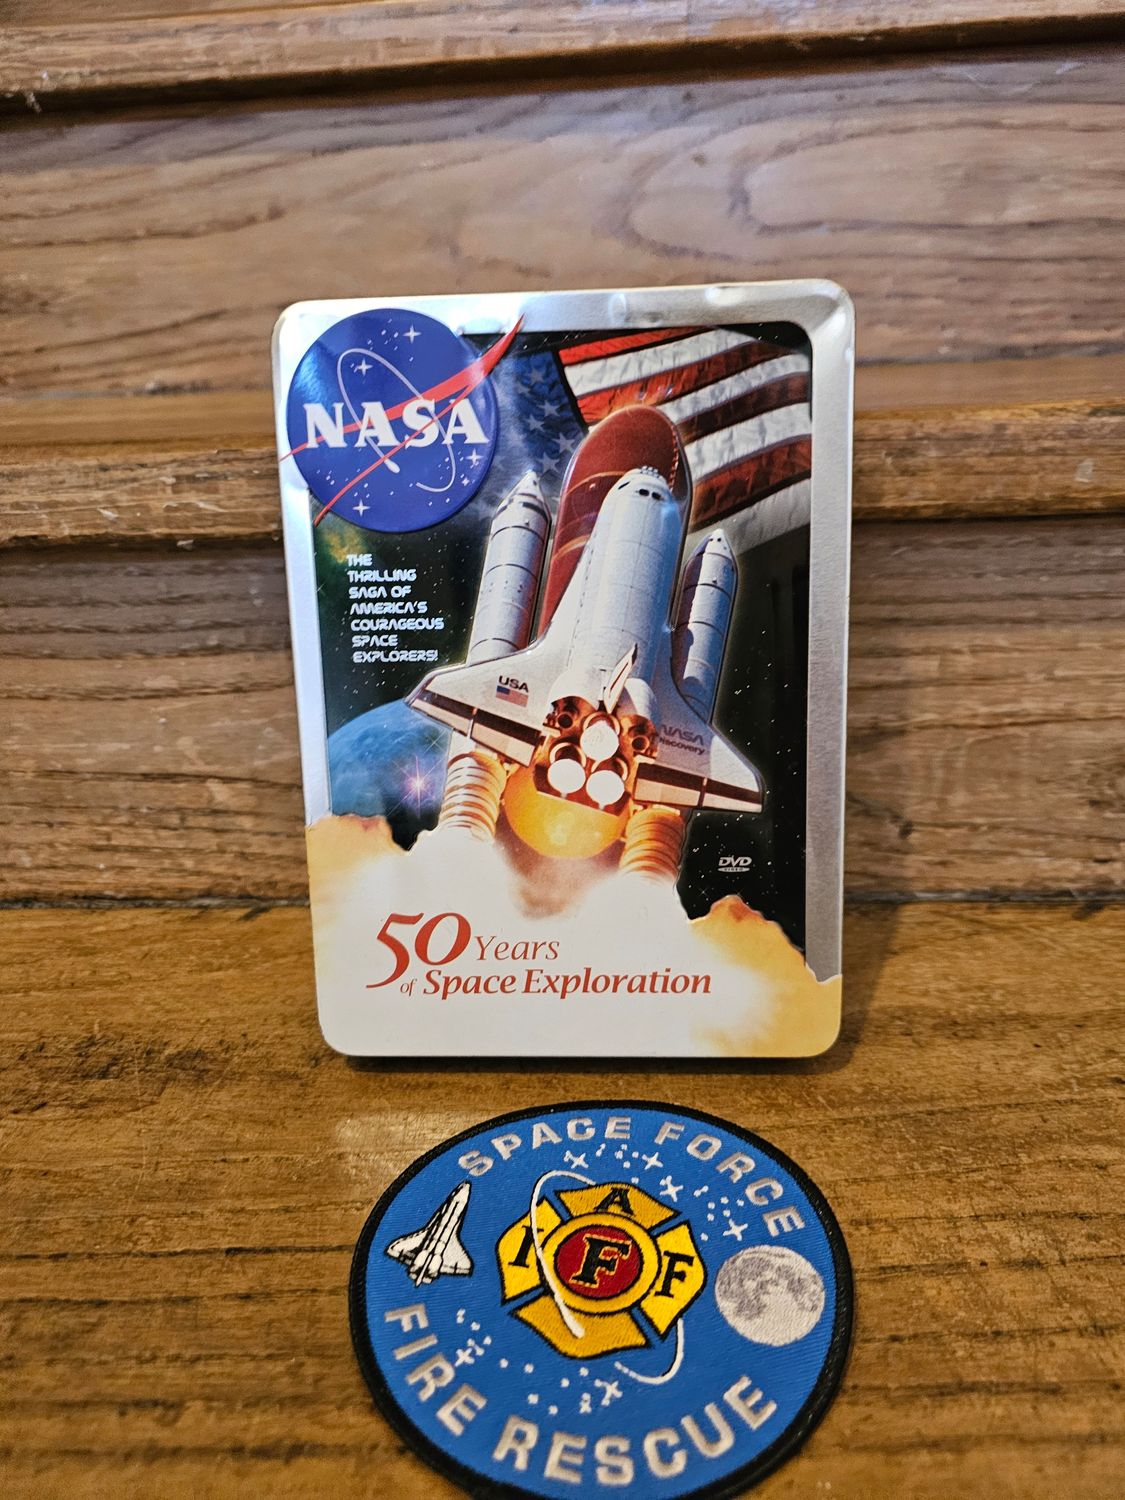 NASA
THE
THRILLING
SAGA OF
AMERICA'S
COURAGEOUS
SPACE
EXPLORERS!
USA
NASA
Discovery
DVD
VIDEO
50 Years
of Space Exploration
SPACE FORCE
I A F F
F
FIRE RESCUE